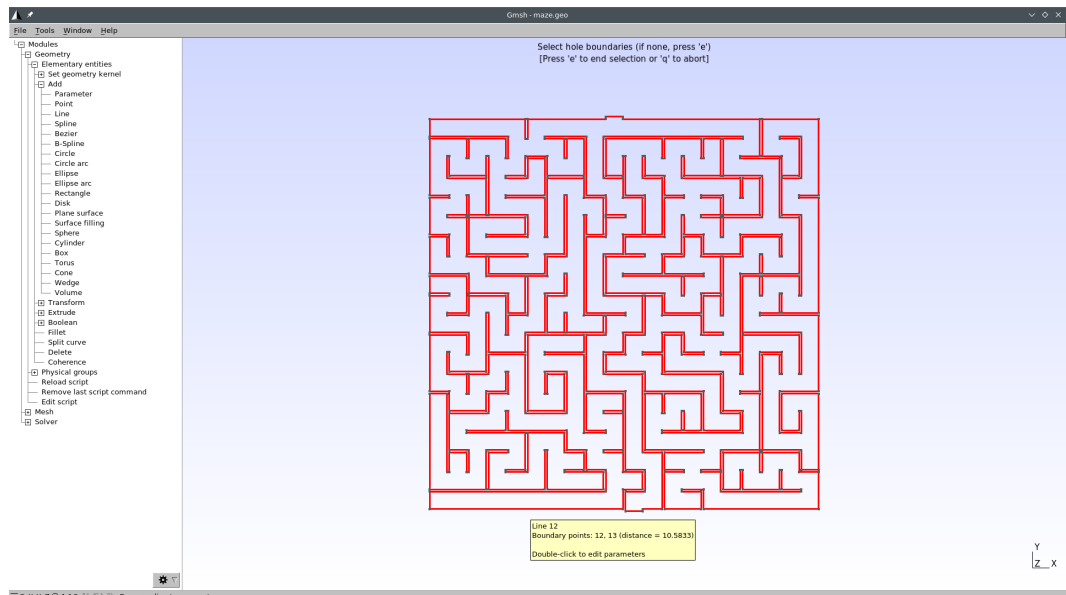 Gmsh - maze.geo
File Tools Window Help
Modules
Geometry
Elementary entities
Set geometry kernel
Add
Parameter
Point
Line
Spline
Bezier
B-Spline
Circle
Circle arc
Ellipse
Ellipse arc
Rectangle
Disk
Plane surface
Surface filling
Sphere
Cylinder
Box
Torus
Cone
Wedge
Volume
Transform
Extrude
Boolean
Fillet
Split curve
Delete
Coherence
Physical groups
Reload script
Remove last script command
Edit script
Mesh
Solver
Select hole boundaries (if none, press 'e')
[Press 'e' to end selection or 'q' to abort]
Line 12
Boundary points: 12, 13 (distance = 10.5833)
Double-click to edit parameters
Y
Z X